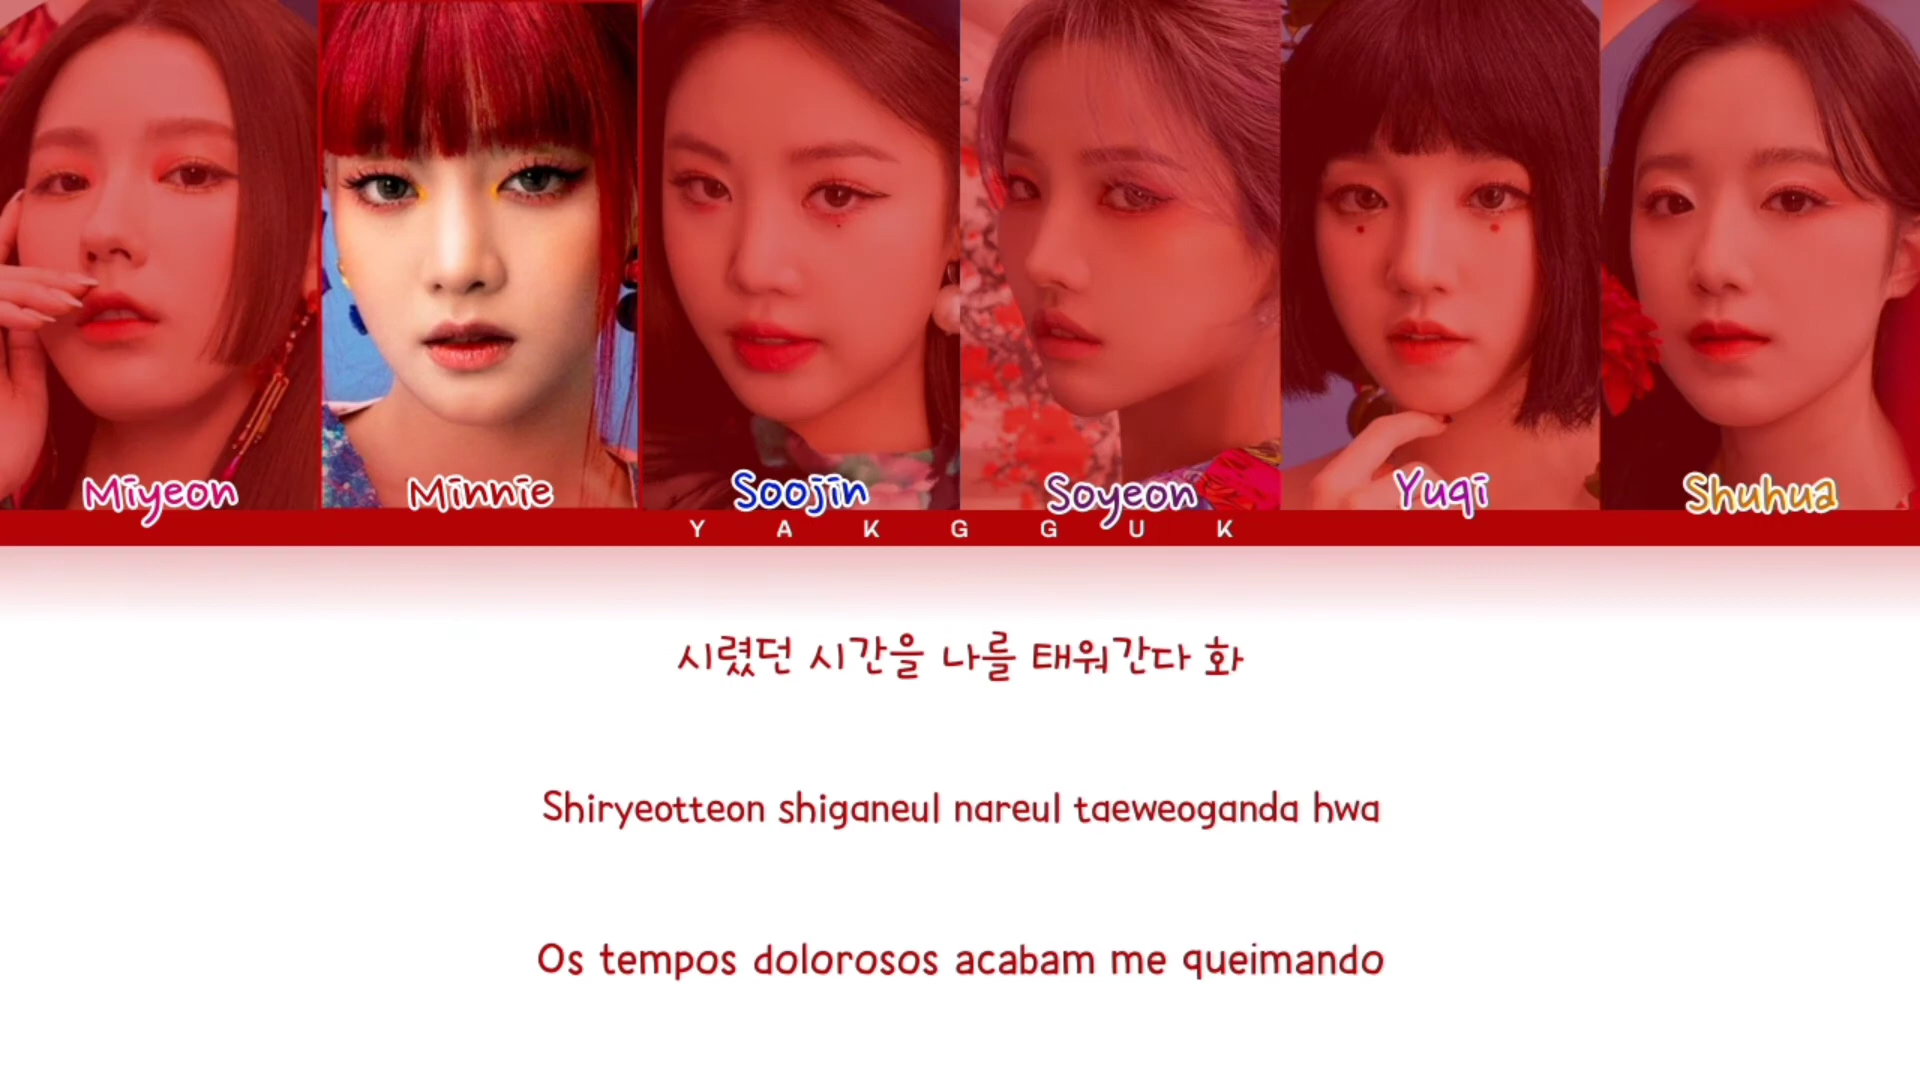 Miyeon
Minnie
Soojin
Soyeon
Yuqi
Shuhua
YAKGGUK
시렸던 시간을 나를 태워간다 화
Shiryeotteon shiganeul nareul taeweoganda hwa
Os tempos dolorosos acabam me queimando